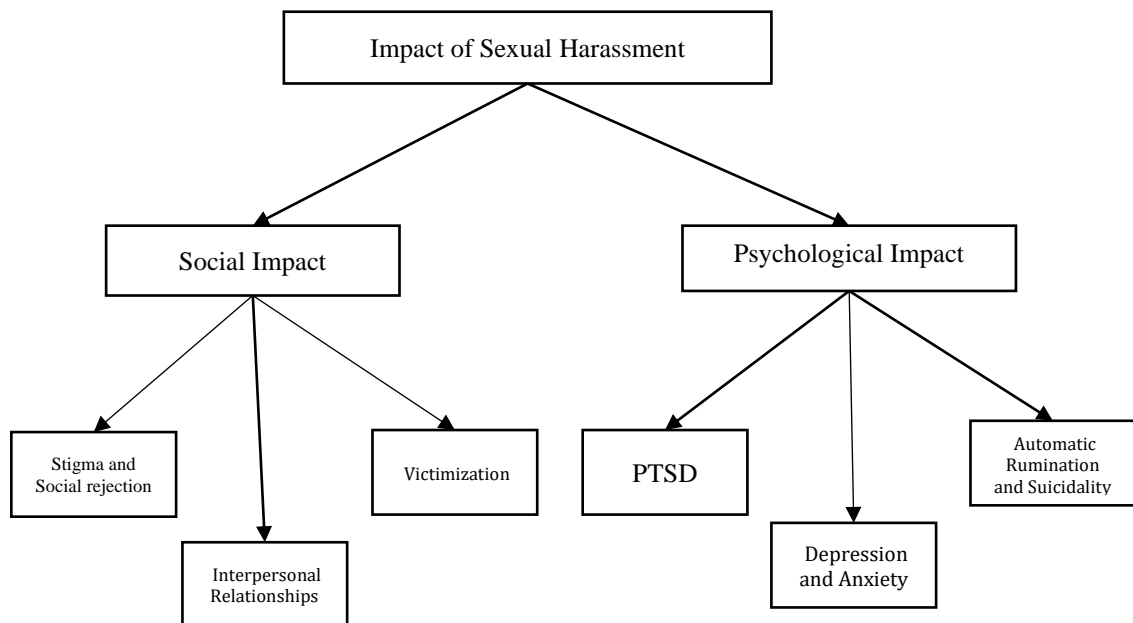 Impact of Sexual Harassment
Social Impact
Psychological Impact
Stigma and
Social rejection
Interpersonal
Relationships
Victimization
PTSD
Depression
and Anxiety
Automatic
Rumination
and Suicidality